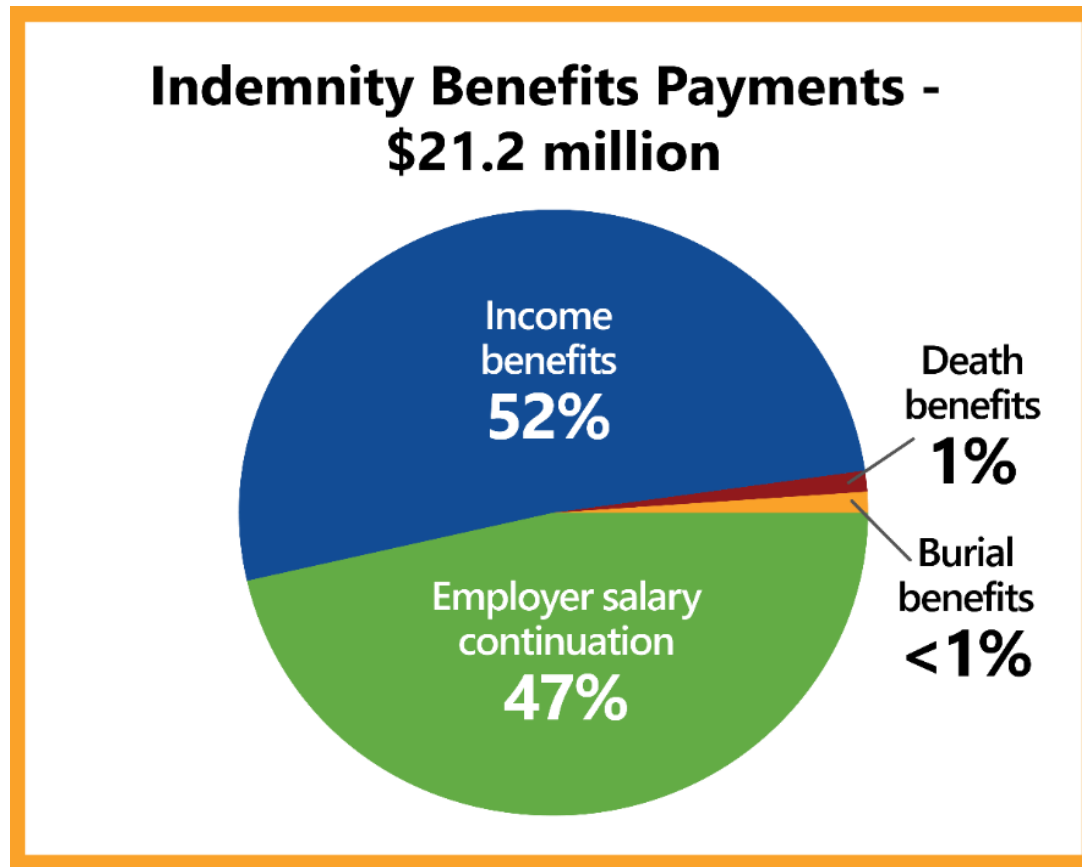 Indemnity Benefits Payments -
$21.2 million
Income
benefits
52%
Death
benefits
1%
Burial
benefits
<1%
Employer salary
continuation
47%